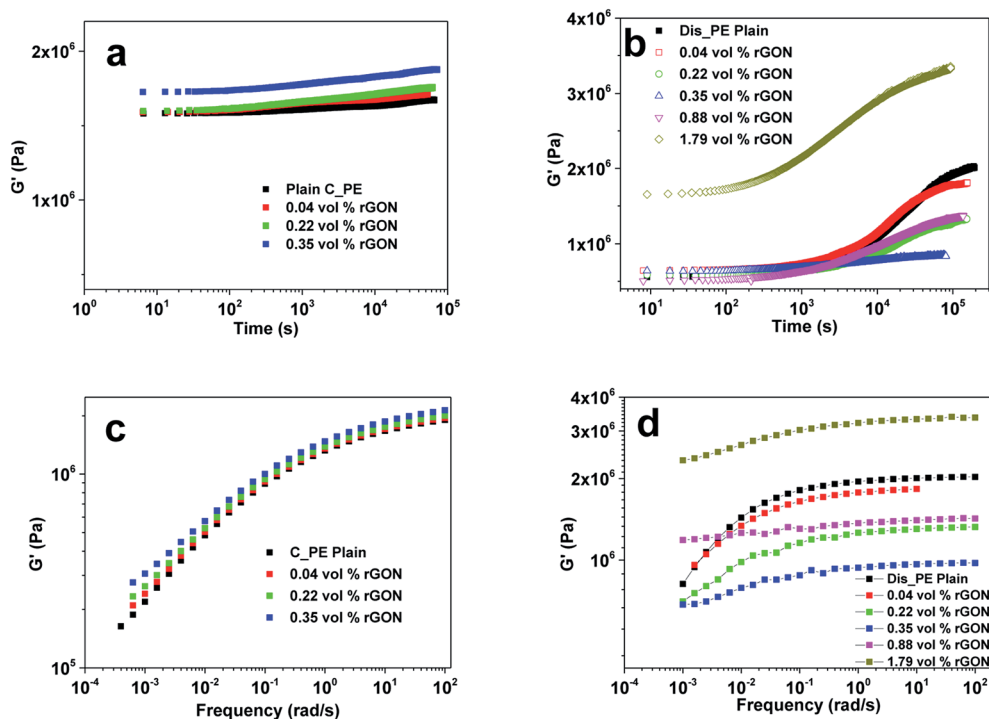 a
2x10⁶
1x10⁶
G' (Pa)
Plain C_PE
0.04 vol % rGON
0.22 vol % rGON
0.35 vol % rGON
10⁰ 10¹ 10² 10³ 10⁴ 10⁵
Time (s)
b
4x10⁶
3x10⁶
2x10⁶
1x10⁶
G' (Pa)
Dis_PE Plain
0.04 vol % rGON
0.22 vol % rGON
0.35 vol % rGON
0.88 vol % rGON
1.79 vol % rGON
10¹ 10² 10³ 10⁴ 10⁵
Time (s)
c
10⁶
10⁵
G' (Pa)
C_PE Plain
0.04 vol % rGON
0.22 vol % rGON
0.35 vol % rGON
10⁻⁴ 10⁻³ 10⁻² 10⁻¹ 10⁰ 10¹ 10²
Frequency (rad/s)
d
4x10⁶
3x10⁶
2x10⁶
10⁶
G' (Pa)
Dis_PE Plain
0.04 vol % rGON
0.22 vol % rGON
0.35 vol % rGON
0.88 vol % rGON
1.79 vol % rGON
10⁻⁴ 10⁻³ 10⁻² 10⁻¹ 10⁰ 10¹ 10²
Frequency (rad/s)